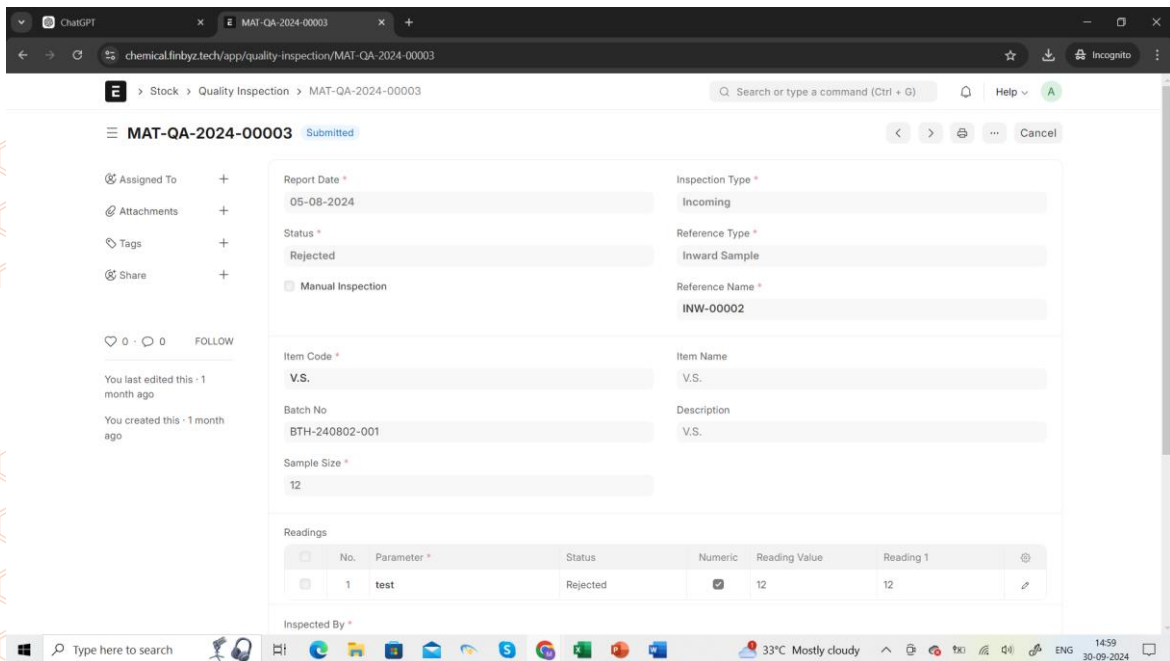 ChatGPT
E MAT-QA-2024-00003
chemical.finbyz.tech/app/quality-inspection/MAT-QA-2024-00003
Incognito
E
Stock > Quality Inspection > MAT-QA-2024-00003
Search or type a command (Ctrl + G)
Help
A
MAT-QA-2024-00003 Submitted
Cancel
Assigned To +
Attachments +
Tags +
Share +
0 · 0 FOLLOW
You last edited this · 1
month ago
You created this · 1 month
ago
Report Date *
05-08-2024
Inspection Type *
Incoming
Status *
Rejected
Reference Type *
Inward Sample
Manual Inspection
Reference Name *
INW-00002
Item Code *
V.S.
Item Name
V.S.
Batch No
BTH-240802-001
Description
V.S.
Sample Size *
12
Readings
No. Parameter * Status Numeric Reading Value Reading 1
1 test Rejected 12 12
Inspected By *
Type here to search
33°C Mostly cloudy
ENG
14:59
30-09-2024